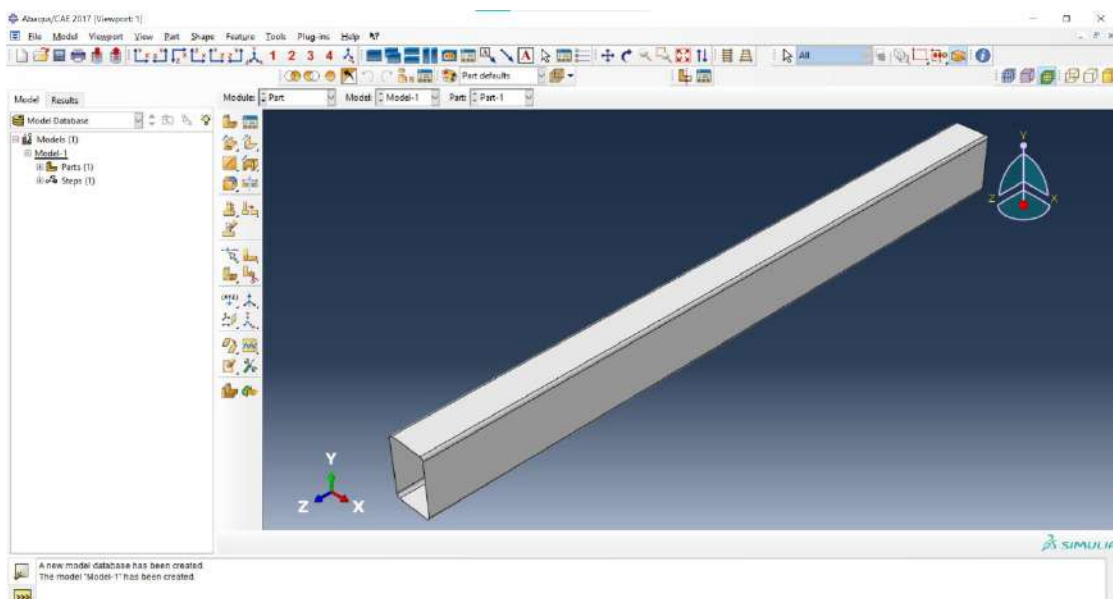 Abaqus/CAE 2017 [Viewport: 1]
File Model Viewport View Part Shape Feature Tools Plug-ins Help
1 2 3 4 All
Part defaults
Model Results Module: Part Model: Model-1 Part: Part-1
Model Database
Models (1)
Model-1
Parts (1)
Steps (1)
Y
Z X
(XYZ)
Y
Z X
SIMULIA
A new model database has been created.
The model "Model-1" has been created.
>>>